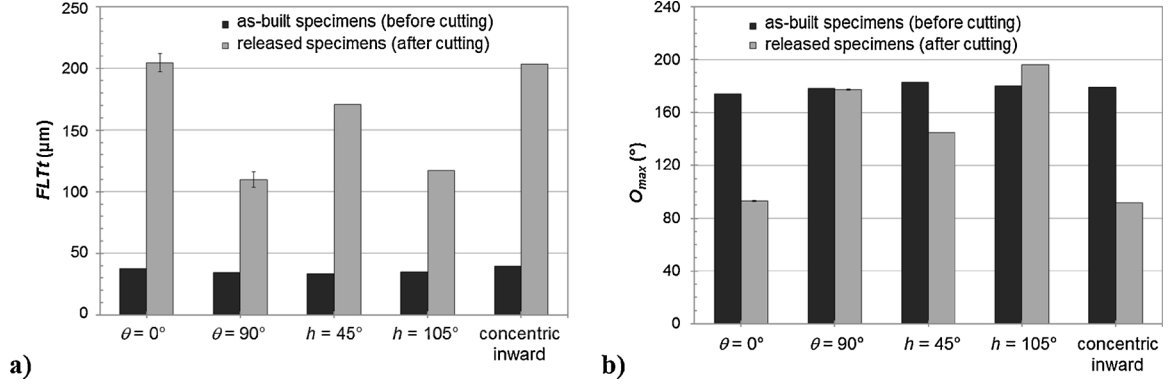 250
200
150
100
50
0
FLTt (µm)
as-built specimens (before cutting)
released specimens (after cutting)
θ = 0°
θ = 90°
h = 45°
h = 105°
concentric
inward
a)
240
200
160
120
80
40
0
Omax (°)
as-built specimens (before cutting)
released specimens (after cutting)
θ = 0°
θ = 90°
h = 45°
h = 105°
concentric
inward
b)